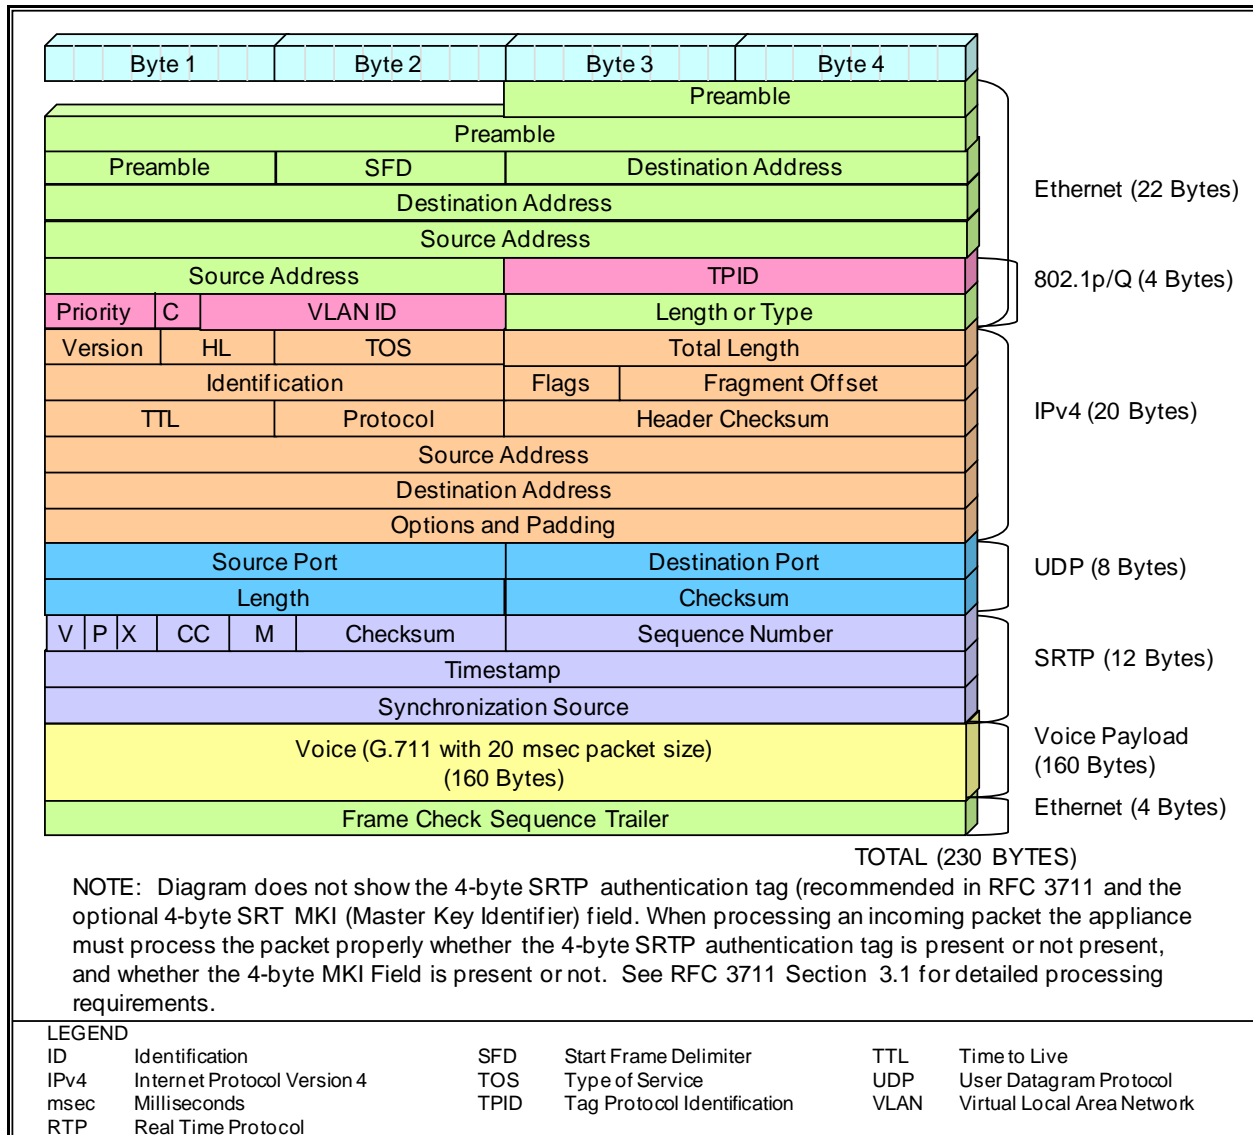 Byte 1 Byte 2 Byte 3 Byte 4
Preamble
Preamble
Preamble SFD Destination Address
Destination Address
Ethernet (22 Bytes)
Source Address
Source Address TPID
802.1p/Q (4 Bytes)
Priority C VLAN ID Length or Type
Version HL TOS Total Length
Identification Flags Fragment Offset
TTL Protocol Header Checksum
IPv4 (20 Bytes)
Source Address
Destination Address
Options and Padding
Source Port Destination Port
UDP (8 Bytes)
Length Checksum
V P X CC M Checksum Sequence Number
Timestamp
SRTP (12 Bytes)
Synchronization Source
Voice (G.711 with 20 msec packet size)
(160 Bytes)
Voice Payload
(160 Bytes)
Frame Check Sequence Trailer
Ethernet (4 Bytes)
TOTAL (230 BYTES)
NOTE: Diagram does not show the 4-byte SRTP authentication tag (recommended in RFC 3711 and the
optional 4-byte SRT MKI (Master Key Identifier) field. When processing an incoming packet the appliance
must process the packet properly whether the 4-byte SRTP authentication tag is present or not present,
and whether the 4-byte MKI Field is present or not. See RFC 3711 Section 3.1 for detailed processing
requirements.
LEGEND
ID Identification SFD Start Frame Delimiter TTL Time to Live
IPv4 Internet Protocol Version 4 TOS Type of Service UDP User Datagram Protocol
msec Milliseconds TPID Tag Protocol Identification VLAN Virtual Local Area Network
RTP Real Time Protocol